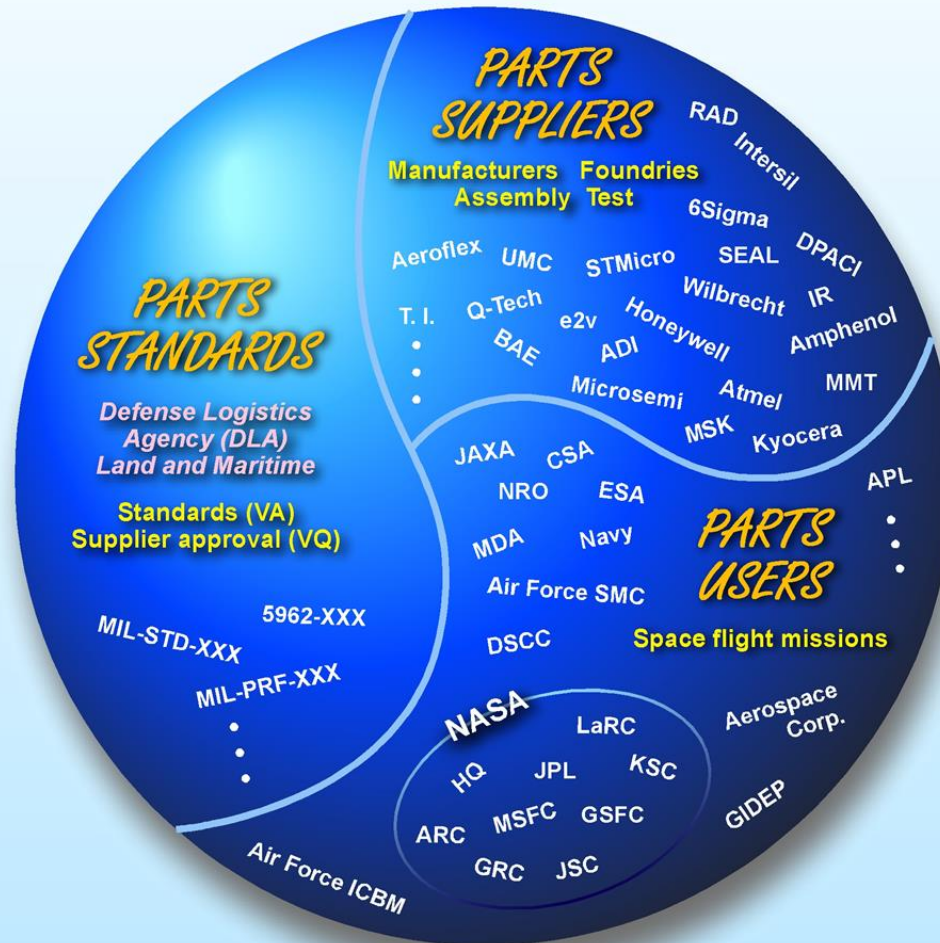 PARTS
SUPPLIERS
Manufacturers Foundries
Assembly Test
RAD
Intersil
6Sigma
DPACI
SEAL
Aeroflex
UMC
STMicro
Wilbrecht
IR
T. I.
Q-Tech
e2v
Honeywell
Amphenol
BAE
ADI
Microsemi
Atmel
MMT
MSK
Kyocera
PARTS
STANDARDS
Defense Logistics
Agency (DLA)
Land and Maritime
Standards (VA)
Supplier approval (VQ)
5962-XXX
MIL-STD-XXX
MIL-PRF-XXX
JAXA
CSA
NRO
ESA
APL
MDA
Navy
PARTS
USERS
Air Force SMC
DSCC
Space flight missions
NASA
LaRC
HQ
JPL
KSC
ARC
MSFC
GSFC
GRC
JSC
Aerospace
Corp.
GIDEP
Air Force ICBM